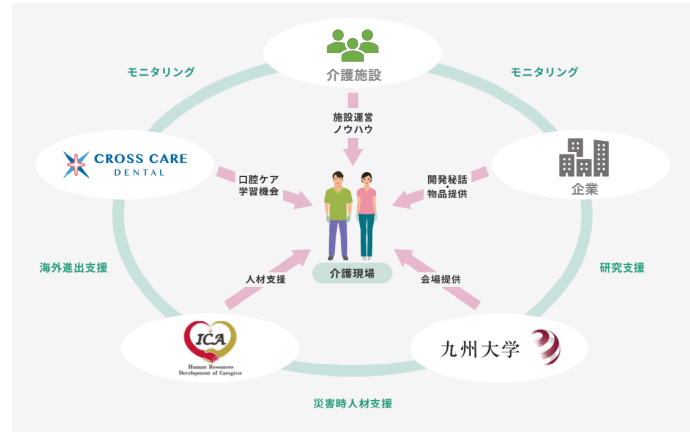 介護施設
モニタリング
モニタリング
施設運営
ノウハウ
CROSS CARE
DENTAL
口腔ケア
学習機会
開発秘話
・
物品提供
企業
海外進出支援
人材支援
介護現場
会場提供
研究支援
ICA
Human Resources
Development of Caregiver
九州大学
災害時人材支援